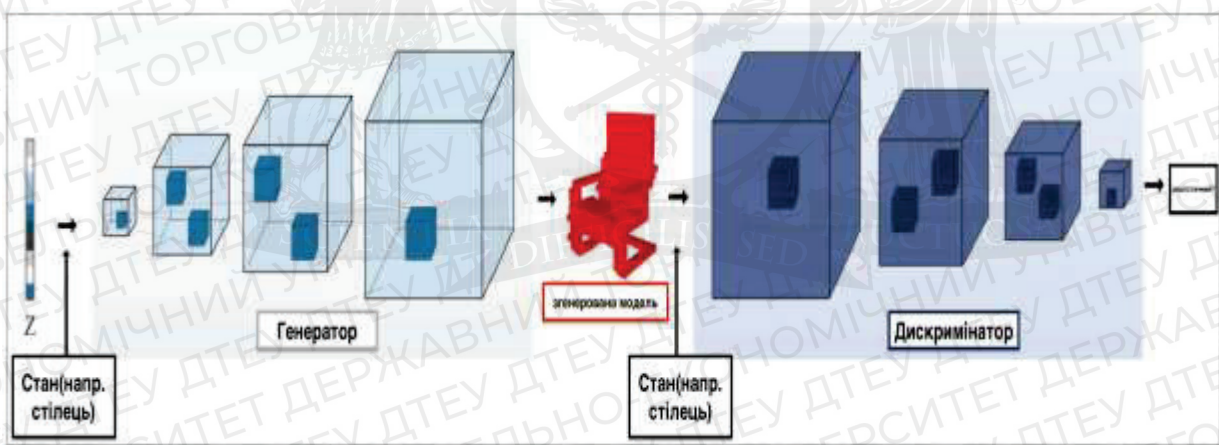 Z
Стан(напр.
стілець)
Генератор
згенерована модель
Стан(напр.
стілець)
Дискримінатор